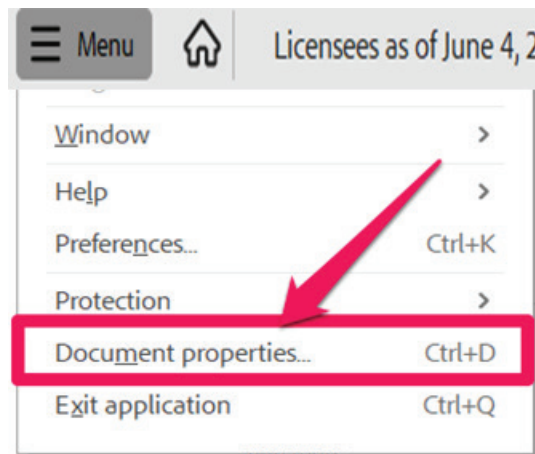 Menu
Licensees as of June 4, 2
Window
Help
Preferences... Ctrl+K
Protection
Document properties... Ctrl+D
Exit application Ctrl+Q